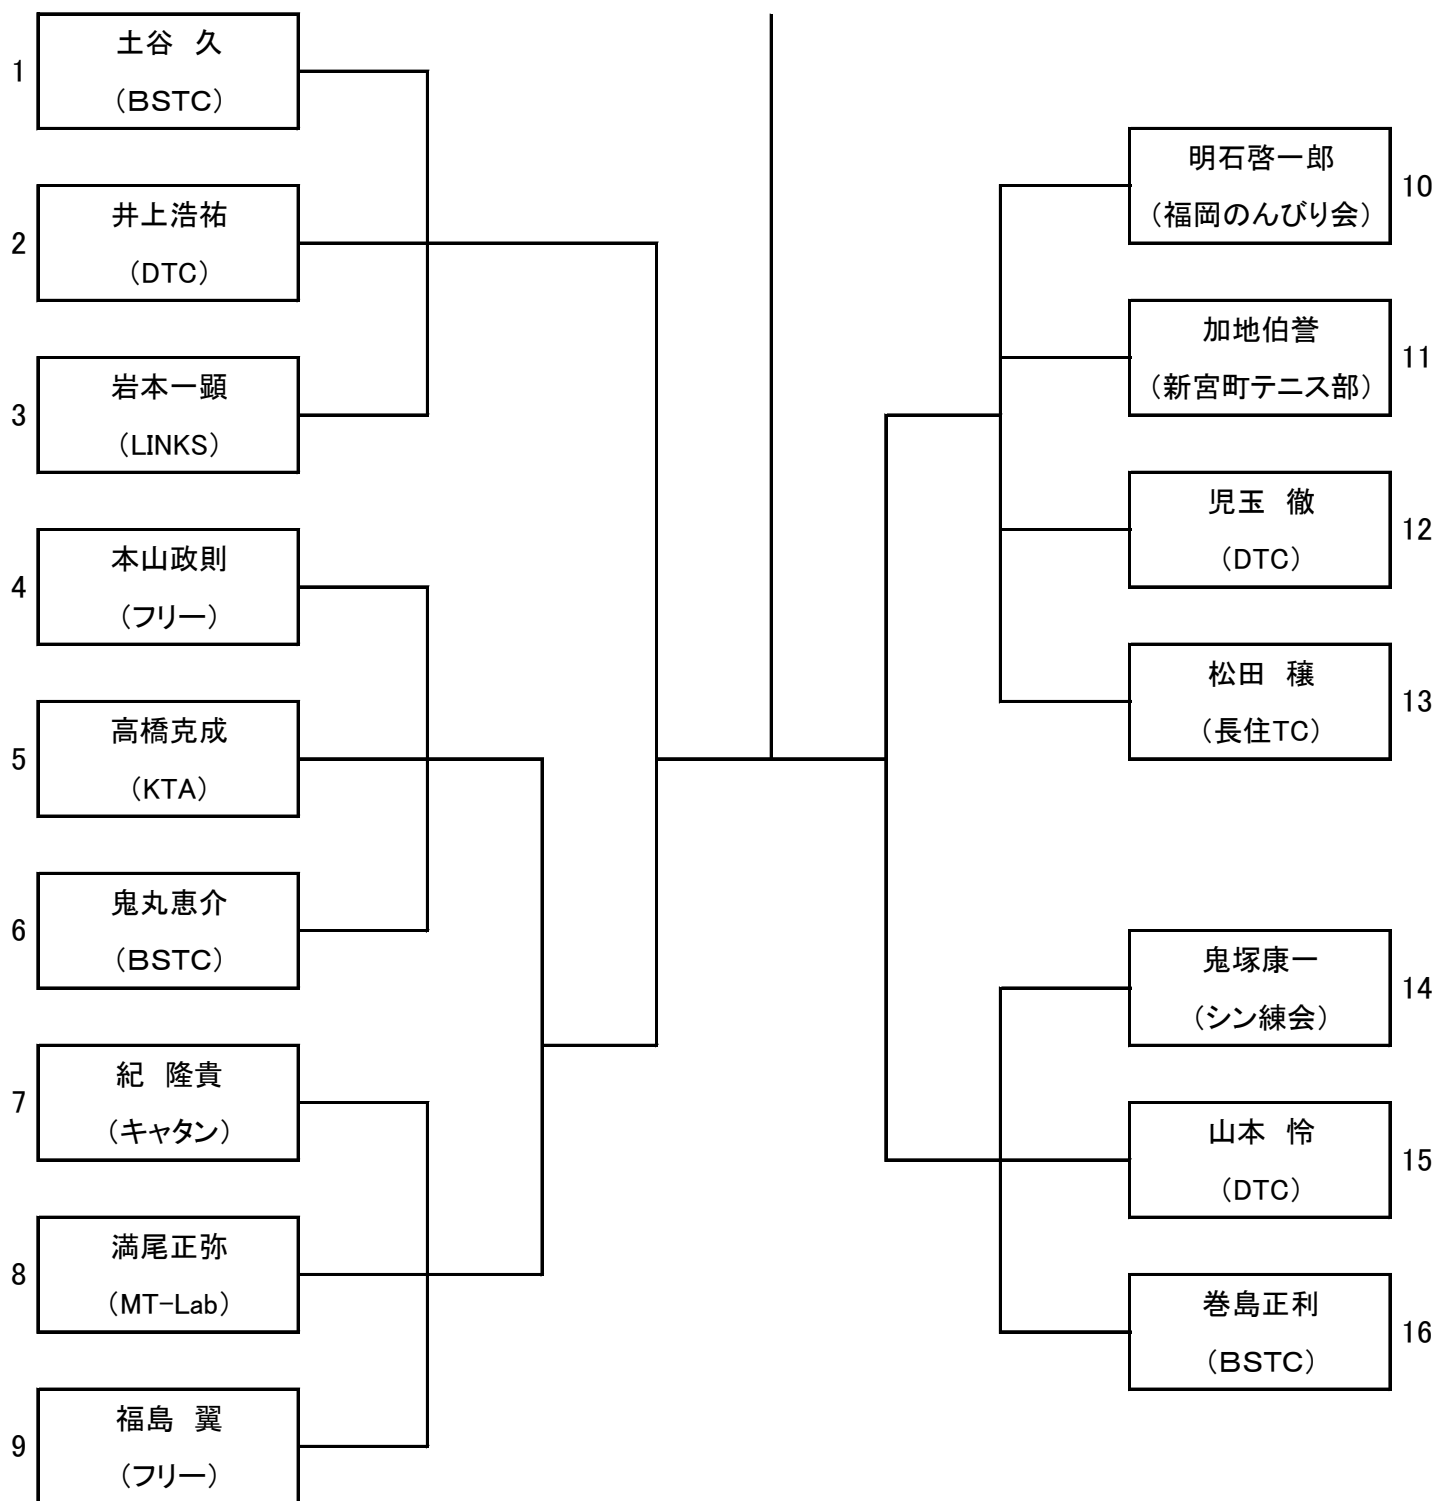 1
土谷　久
（BSTC）
2
井上浩祐
（DTC）
3
岩本一顕
（LINKS）
4
本山政則
（フリー）
5
高橋克成
（KTA）
6
鬼丸恵介
（BSTC）
7
紀　隆貴
（キャタン）
8
満尾正弥
（MT-Lab）
9
福島　翼
（フリー）
明石啓一郎
（福岡のんびり会）
10
加地伯誉
（新宮町テニス部）
11
児玉　徹
（DTC）
12
松田　穣
（長住TC）
13
鬼塚康一
（シン練会）
14
山本　怜
（DTC）
15
巻島正利
（BSTC）
16